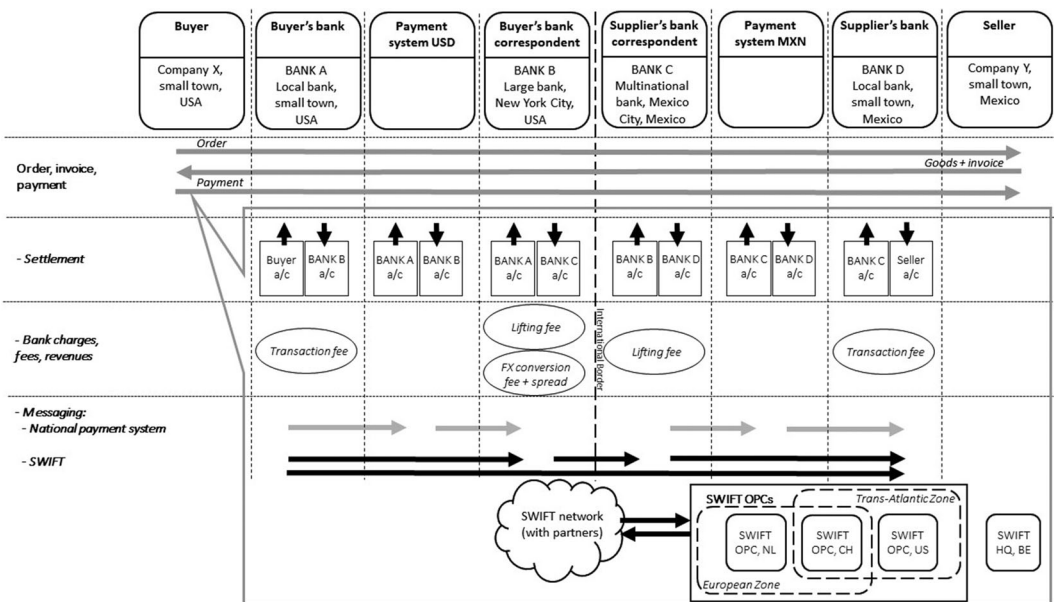 Buyer
Company X,
small town,
USA
Buyer's bank
BANK A
Local bank,
small town,
USA
Payment
system USD
Buyer's bank
correspondent
BANK B
Large bank,
New York City,
USA
Supplier's bank
correspondent
BANK C
Multinational
bank, Mexico
City, Mexico
Payment
system MXN
Supplier's bank
BANK D
Local bank,
small town,
Mexico
Seller
Company Y,
small town,
Mexico
Order, invoice,
payment
Order
Goods + invoice
Payment
- Settlement
Buyer
a/c
BANK B
a/c
BANK A
a/c
BANK B
a/c
BANK A
a/c
BANK C
a/c
BANK B
a/c
BANK D
a/c
BANK C
a/c
BANK D
a/c
BANK C
a/c
Seller
a/c
- Bank charges,
fees, revenues
Transaction fee
Lifting fee
FX conversion
fee + spread
International Border
Lifting fee
Transaction fee
- Messaging:
- National payment system
- SWIFT
SWIFT network
(with partners)
SWIFT OPCs
Trans-Atlantic Zone
SWIFT
OPC, NL
SWIFT
OPC, CH
SWIFT
OPC, US
European Zone
SWIFT
HQ, BE